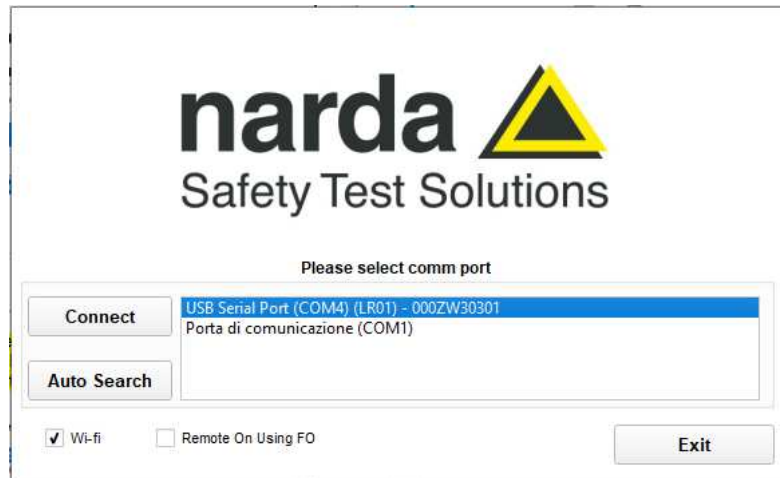 narda
Safety Test Solutions
Please select comm port
Connect
USB Serial Port (COM4) (LR01) - 000ZW30301
Porta di comunicazione (COM1)
Auto Search
Wi-fi
Remote On Using FO
Exit